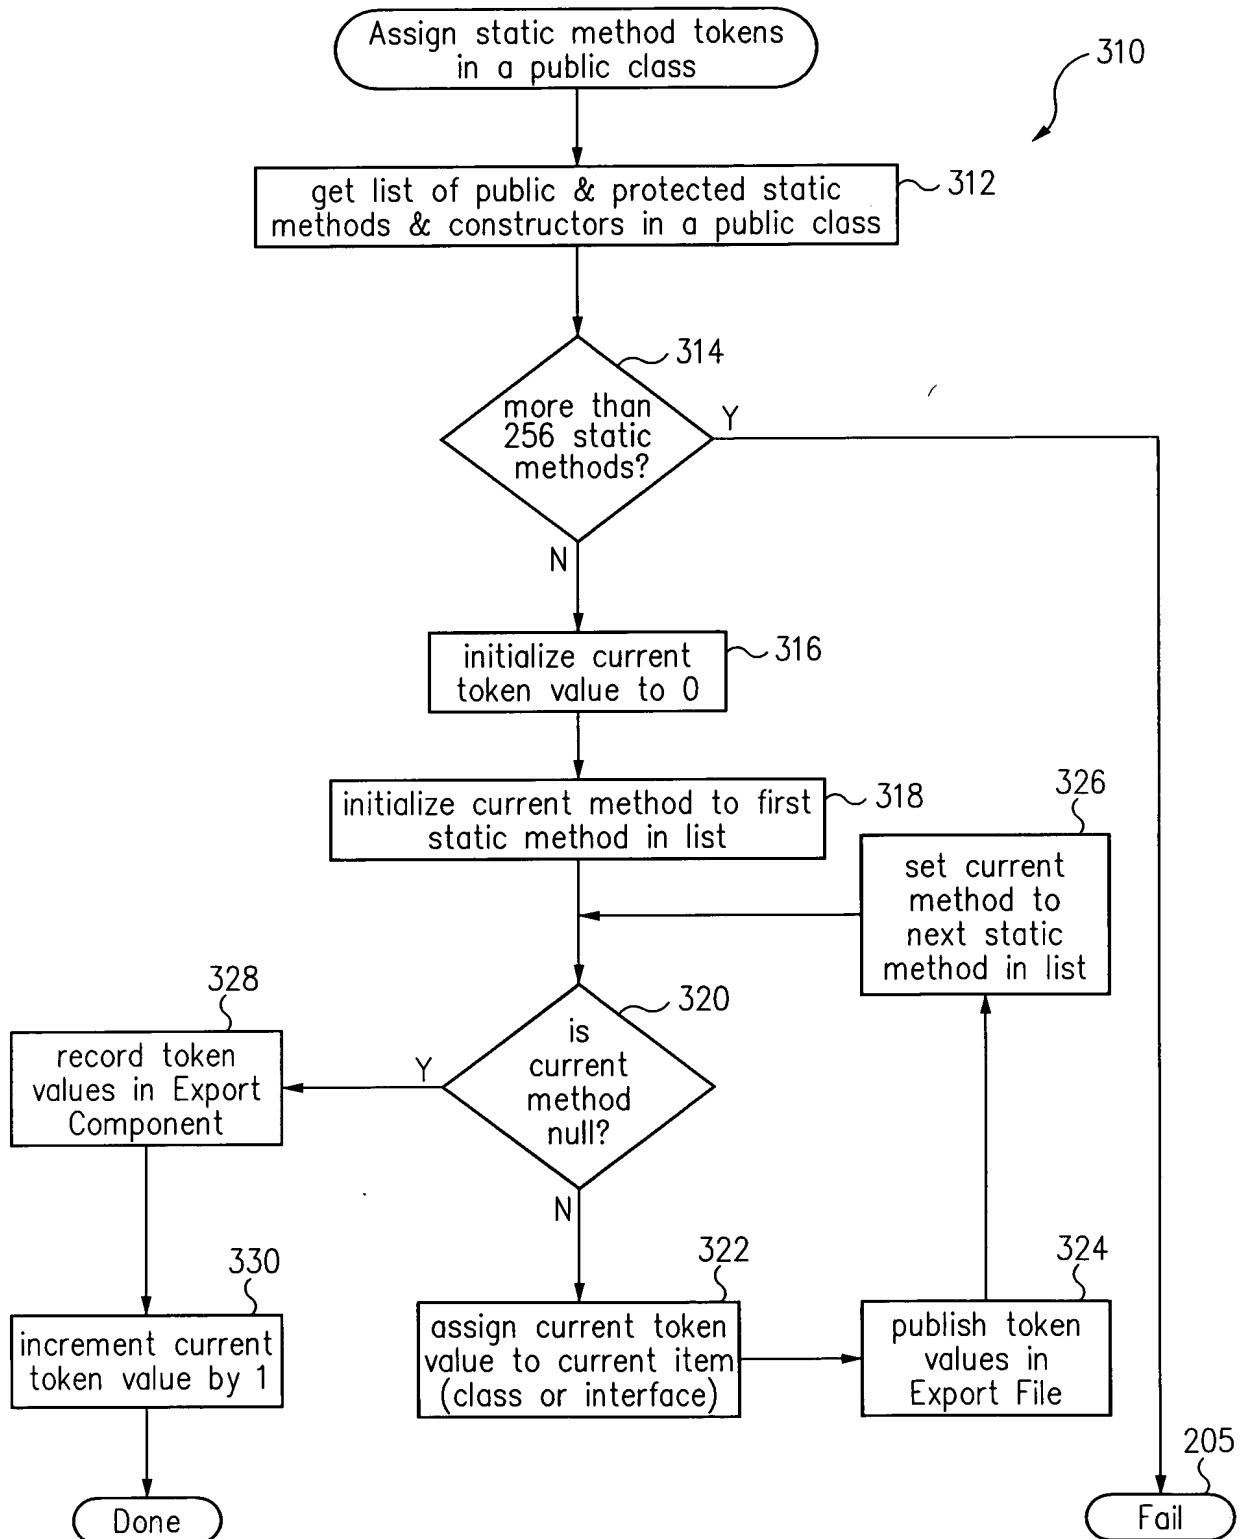 Assign static method tokens
in a public class
310
get list of public & protected static
methods & constructors in a public class
312
314
more than
256 static
methods?
Y
N
initialize current
token value to 0
316
initialize current method to first
static method in list
318
326
set current
method to
next static
method in list
328
record token
values in Export
Component
320
is
current
method
null?
Y
N
330
increment current
token value by 1
322
assign current token
value to current item
(class or interface)
324
publish token
values in
Export File
205
Done
Fail